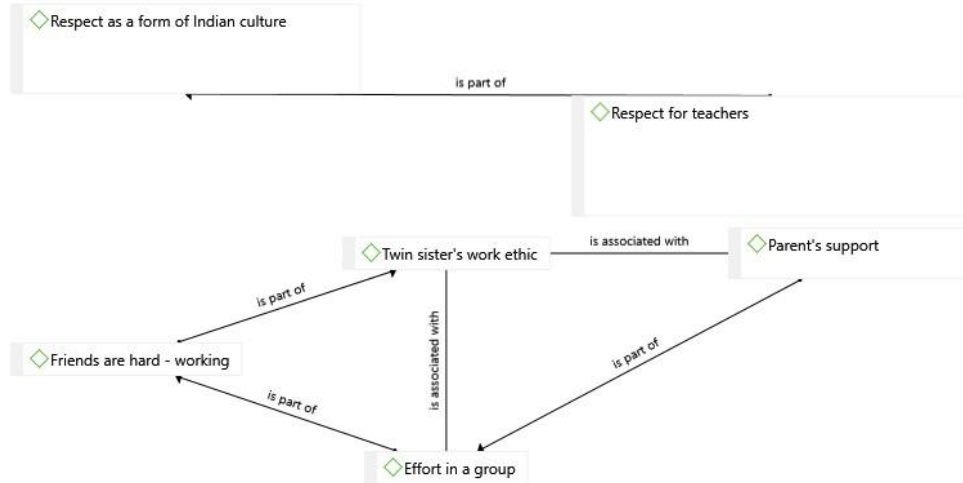 Respect as a form of Indian culture
is part of
Respect for teachers
is associated with
Parent's support
Twin sister's work ethic
is part of
is associated with
is part of
Friends are hard - working
is part of
Effort in a group